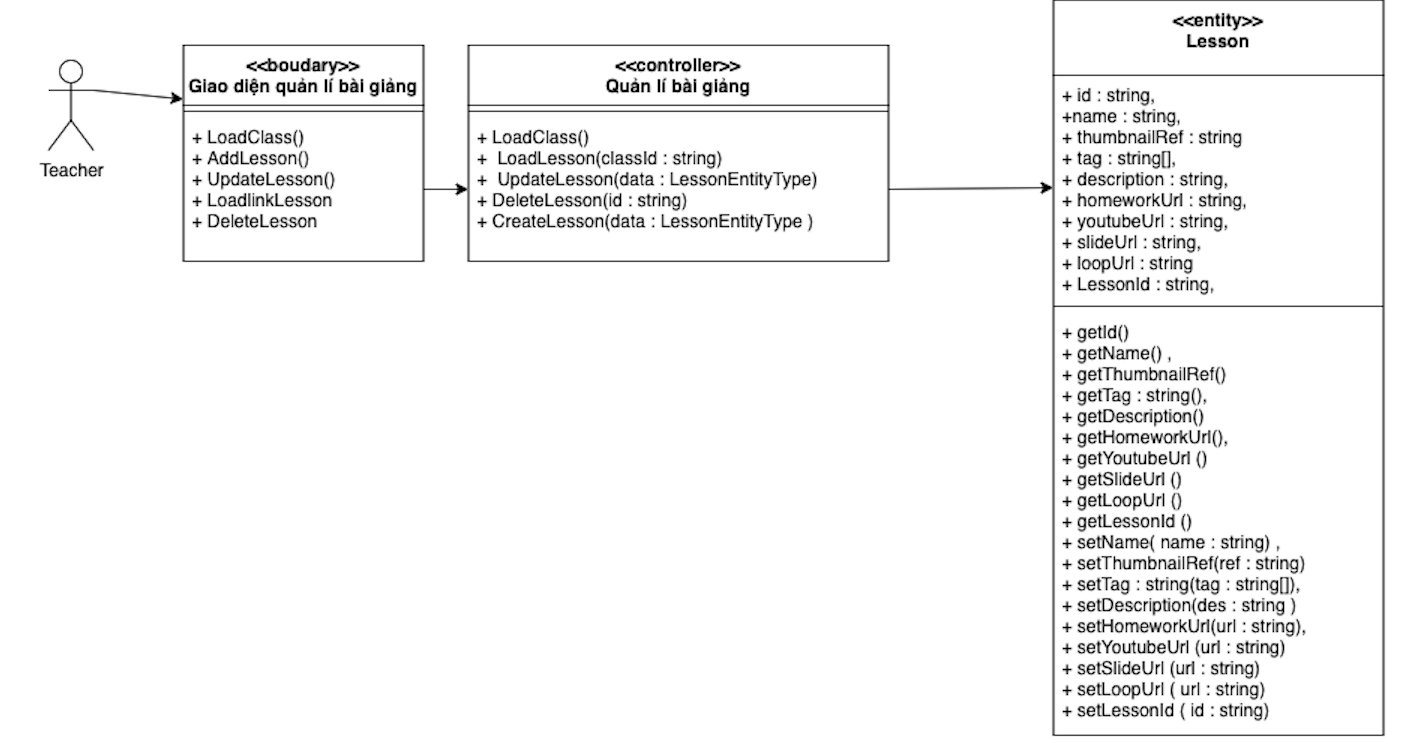 Teacher
<<boudary>>
Giao diện quản lí bài giảng
+ LoadClass()
+ AddLesson()
+ UpdateLesson()
+ LoadlinkLesson
+ DeleteLesson
<<controller>>
Quản lí bài giảng
+ LoadClass()
+ LoadLesson(classId : string)
+ UpdateLesson(data : LessonEntityType)
+ DeleteLesson(id : string)
+ CreateLesson(data : LessonEntityType )
<<entity>>
Lesson
+ id : string,
+name : string,
+ thumbnailRef : string
+ tag : string[],
+ description : string,
+ homeworkUrl : string,
+ youtubeUrl : string,
+ slideUrl : string,
+ loopUrl : string
+ LessonId : string,
+ getId()
+ getName() ,
+ getThumbnailRef()
+ getTag : string(),
+ getDescription()
+ getHomeworkUrl(),
+ getYoutubeUrl ()
+ getSlideUrl ()
+ getLoopUrl ()
+ getLessonId ()
+ setName( name : string) ,
+ setThumbnailRef(ref : string)
+ setTag : string(tag : string[]),
+ setDescription(des : string )
+ setHomeworkUrl(url : string),
+ setYoutubeUrl (url : string)
+ setSlideUrl (url : string)
+ setLoopUrl ( url : string)
+ setLessonId ( id : string)